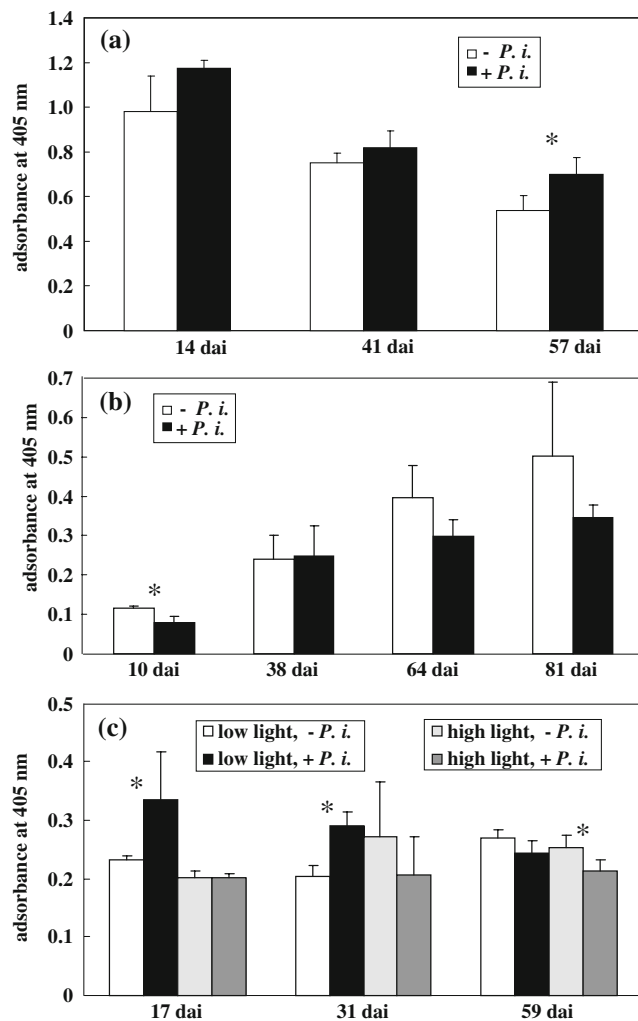 (a)
- P. i.
+ P. i.
adsorbance at 405 nm
1.4
1.2
1.0
0.8
0.6
0.4
0.2
0
*
14 dai 41 dai 57 dai
(b)
- P. i.
+ P. i.
adsorbance at 405 nm
0.7
0.6
0.5
0.4
0.3
0.2
0.1
0
*
10 dai 38 dai 64 dai 81 dai
(c)
low light, - P. i.
low light, + P. i.
high light, - P. i.
high light, + P. i.
adsorbance at 405 nm
0.5
0.4
0.3
0.2
0.1
0
* * *
17 dai 31 dai 59 dai